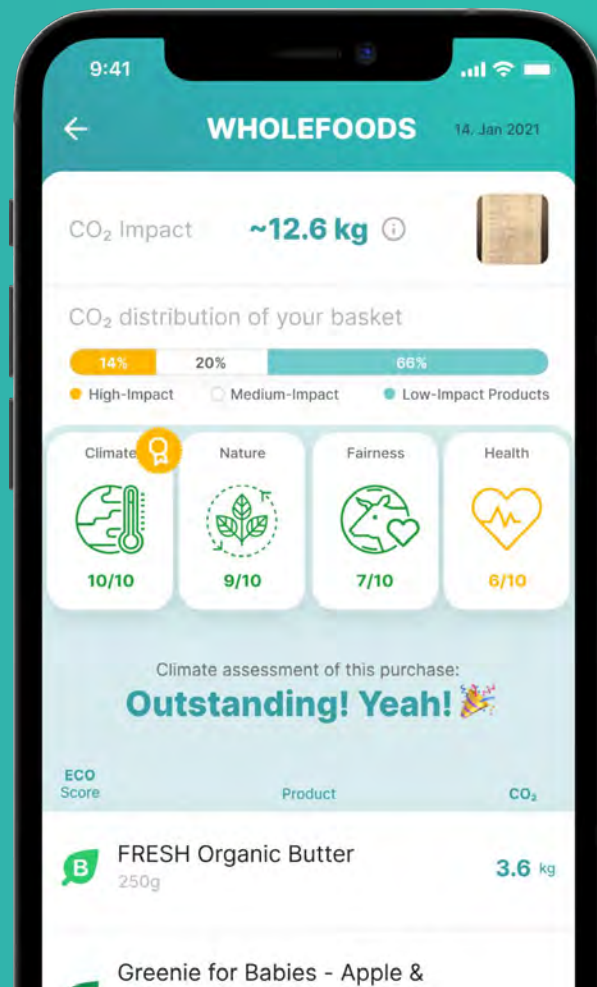 9:41
WHOLEFOODS
14. Jan 2021
CO₂ Impact ~12.6 kg
CO₂ distribution of your basket
14% 20% 66%
High-Impact Medium-Impact Low-Impact Products
Climate Nature Fairness Health
10/10 9/10 7/10 6/10
Climate assessment of this purchase:
Outstanding! Yeah! 🎉
ECO
Score Product CO₂
B FRESH Organic Butter 3.6 kg
250g
Greenie for Babies - Apple &